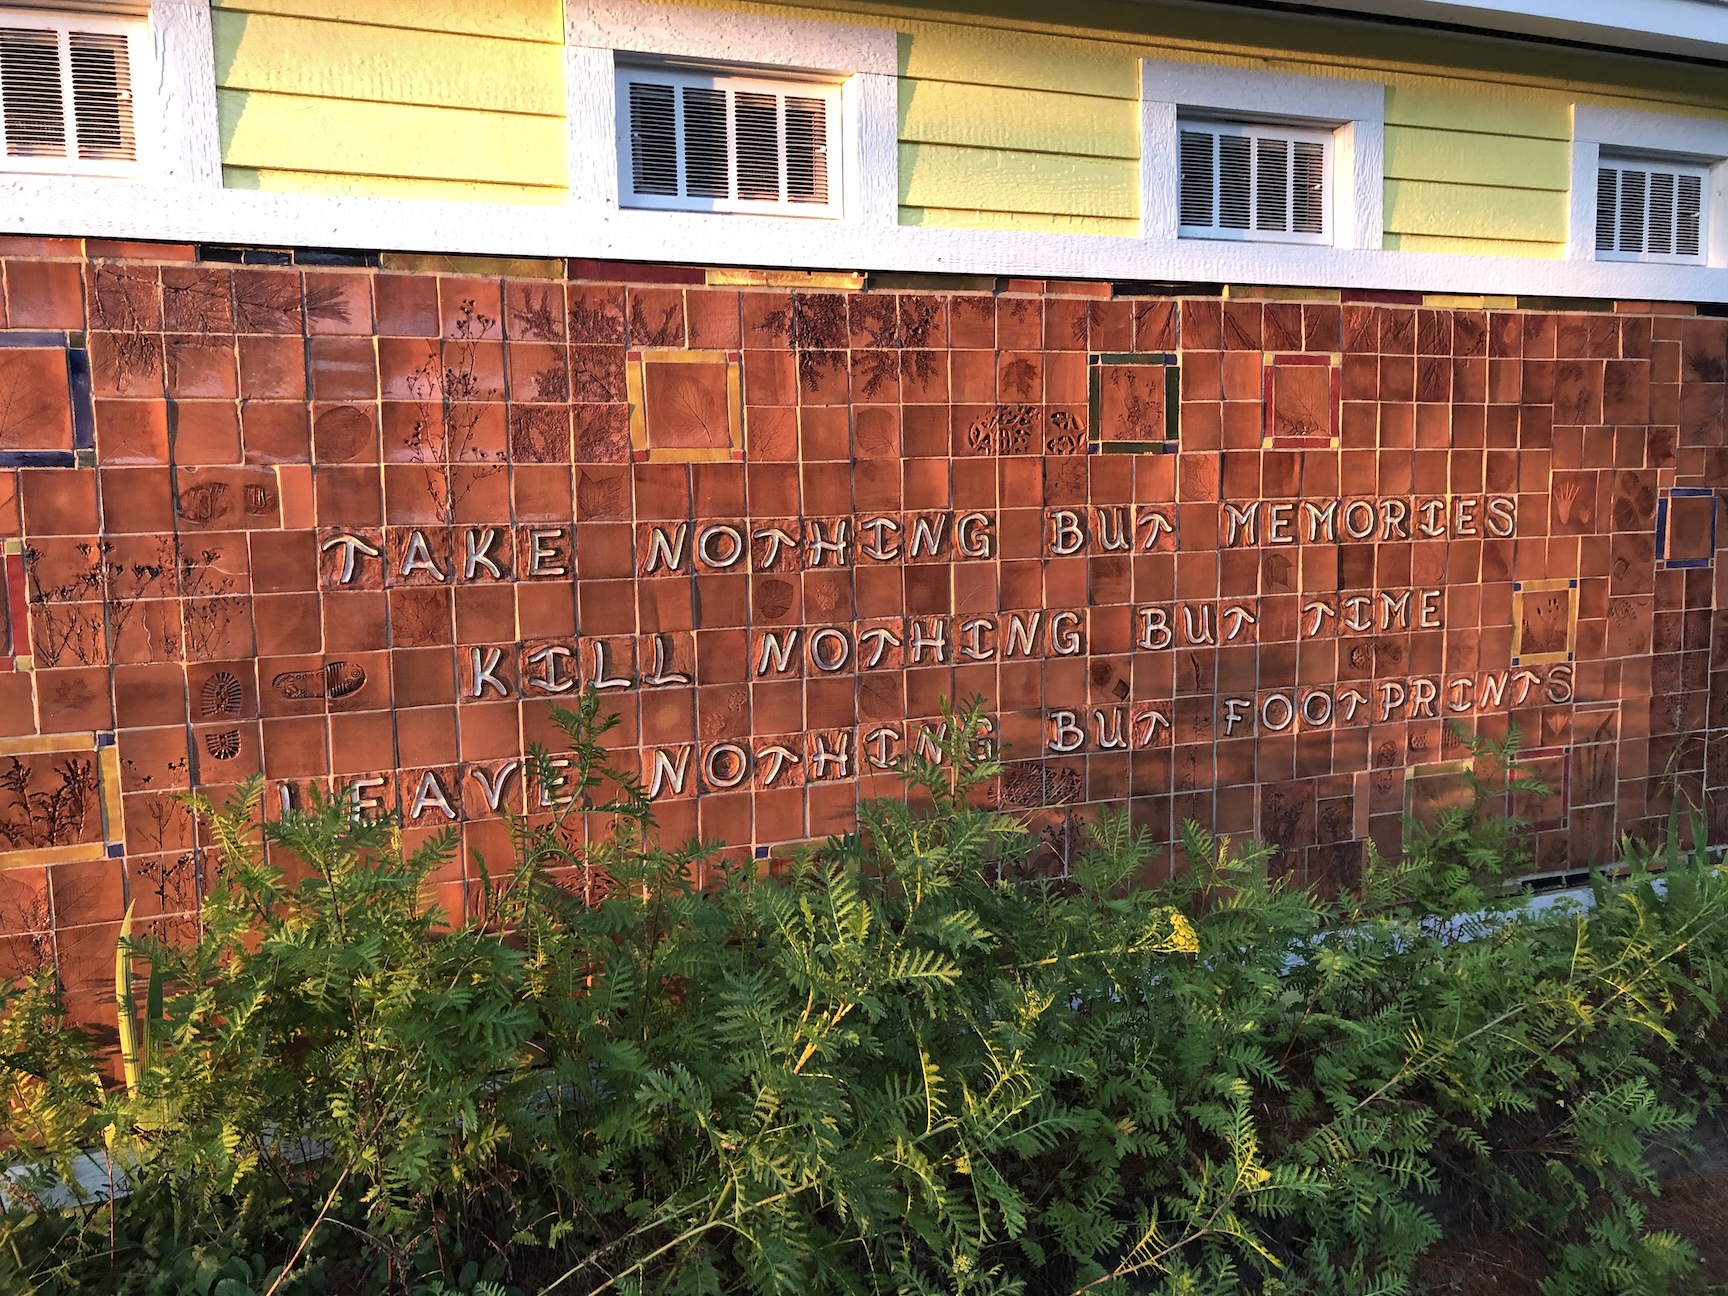 TAKE NOTHING BUT MEMORIES
KILL NOTHING BUT TIME
LEAVE NOTHING BUT FOOTPRINTS